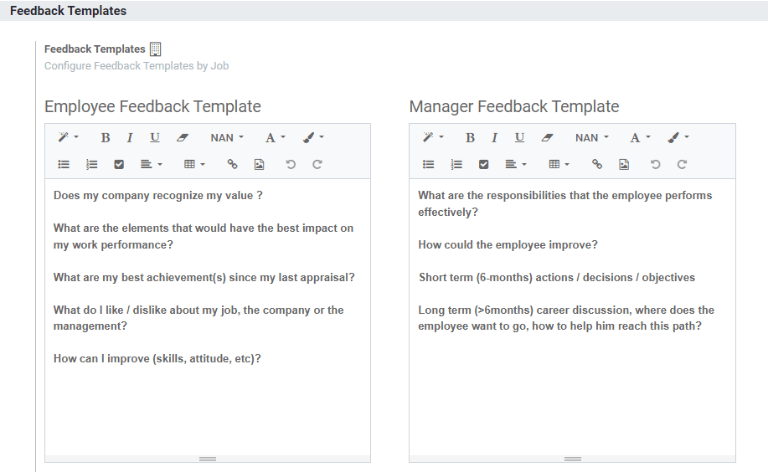 Feedback Templates
Feedback Templates
Configure Feedback Templates by Job
Employee Feedback Template
B I U NAN A
Does my company recognize my value ?
What are the elements that would have the best impact on
my work performance?
What are my best achievement(s) since my last appraisal?
What do I like / dislike about my job, the company or the
management?
How can I improve (skills, attitude, etc)?
Manager Feedback Template
B I U NAN A
What are the responsibilities that the employee performs
effectively?
How could the employee improve?
Short term (6-months) actions / decisions / objectives
Long term (>6months) career discussion, where does the
employee want to go, how to help him reach this path?